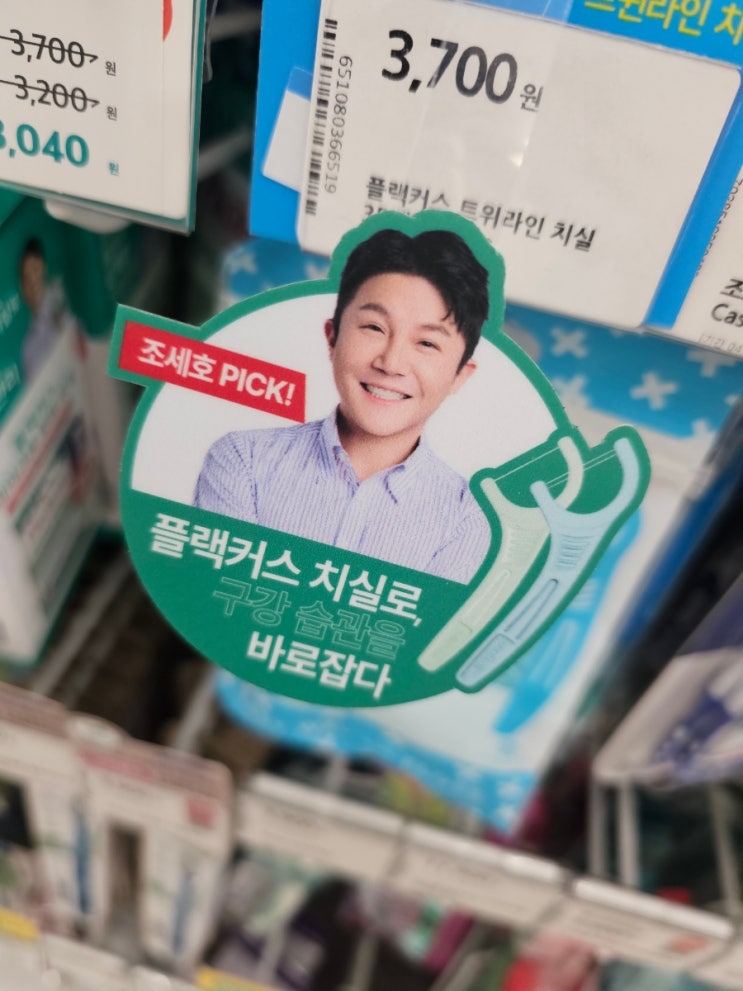 3,700원
3,200원
3,040원
3,700원
651080366519
플랙커스 트위라인 치실
조세호 PICK!
플랙커스 치실로,
구강 습관을
바로잡다